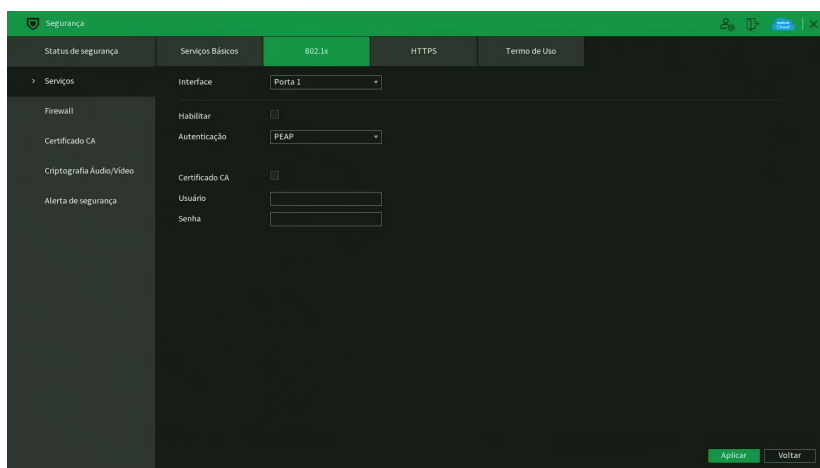 Segurança
Cloud
Status de segurança
Serviços Básicos
802.1x
HTTPS
Termo de Uso
> Serviços
Firewall
Certificado CA
Criptografia Áudio/Vídeo
Alerta de segurança
Interface
Porta 1
Habilitar
Autenticação
PEAP
Certificado CA
Usuário
Senha
Aplicar
Voltar